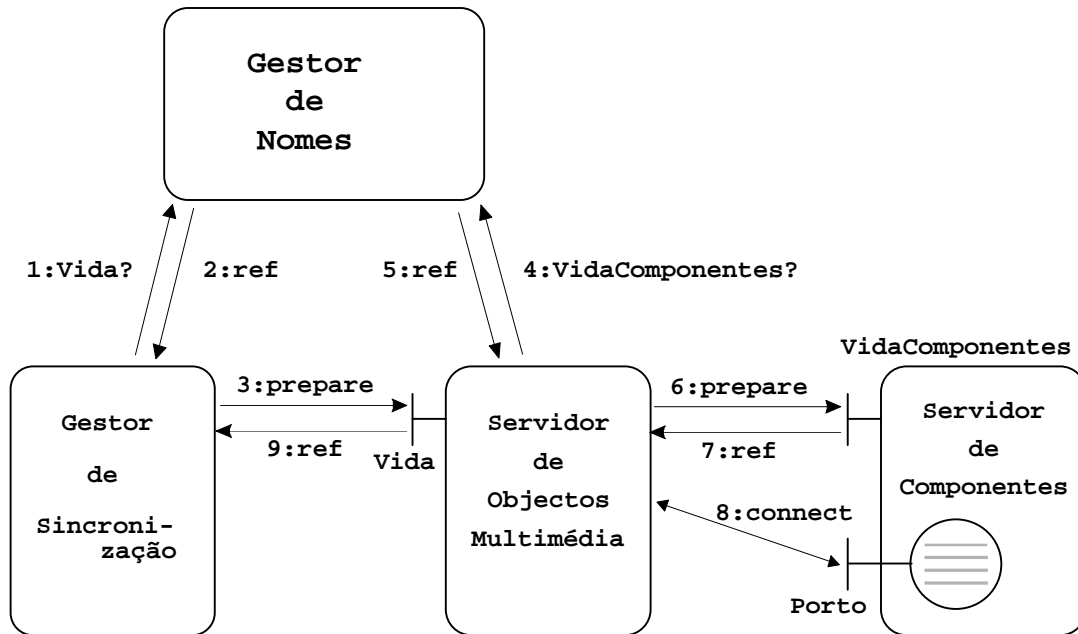 Gestor
de
Nomes
1:Vida?
2:ref
5:ref
4:VidaComponentes?
VidaComponentes
3:prepare
6:prepare
Gestor
de
Sincroni-
zação
9:ref
Vida
Servidor
de
Objectos
Multimédia
7:ref
8:connect
Porto
Servidor
de
Componentes